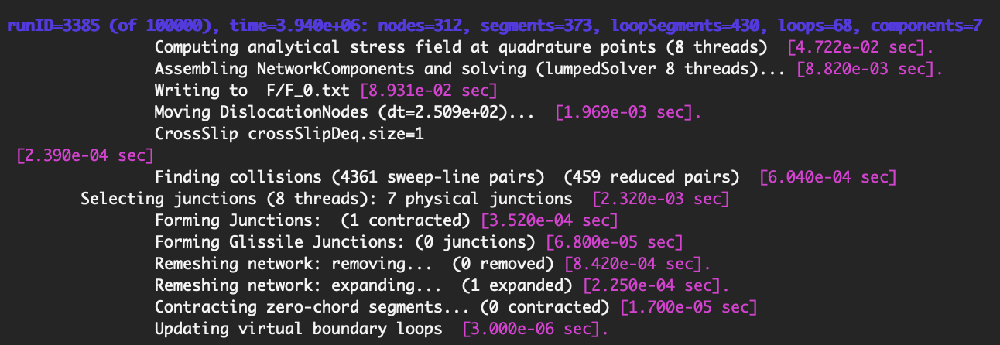 runID=3385 (of 100000), time=3.940e+06: nodes=312, segments=373, loopSegments=430, loops=68, components=7
Computing analytical stress field at quadrature points (8 threads)  [4.722e-02 sec].
Assembling NetworkComponents and solving (lumpedSolver 8 threads)... [8.820e-03 sec].
Writing to  F/F_0.txt [8.931e-02 sec]
Moving DislocationNodes (dt=2.509e+02)...  [1.969e-03 sec].
CrossSlip crossSlipDeq.size=1
[2.390e-04 sec]
Finding collisions (4361 sweep-line pairs)  (459 reduced pairs)  [6.040e-04 sec]
Selecting junctions (8 threads): 7 physical junctions  [2.320e-03 sec]
Forming Junctions:  (1 contracted) [3.520e-04 sec]
Forming Glissile Junctions: (0 junctions) [6.800e-05 sec]
Remeshing network: removing...  (0 removed) [8.420e-04 sec].
Remeshing network: expanding...  (1 expanded) [2.250e-04 sec].
Contracting zero-chord segments... (0 contracted) [1.700e-05 sec]
Updating virtual boundary loops  [3.000e-06 sec].